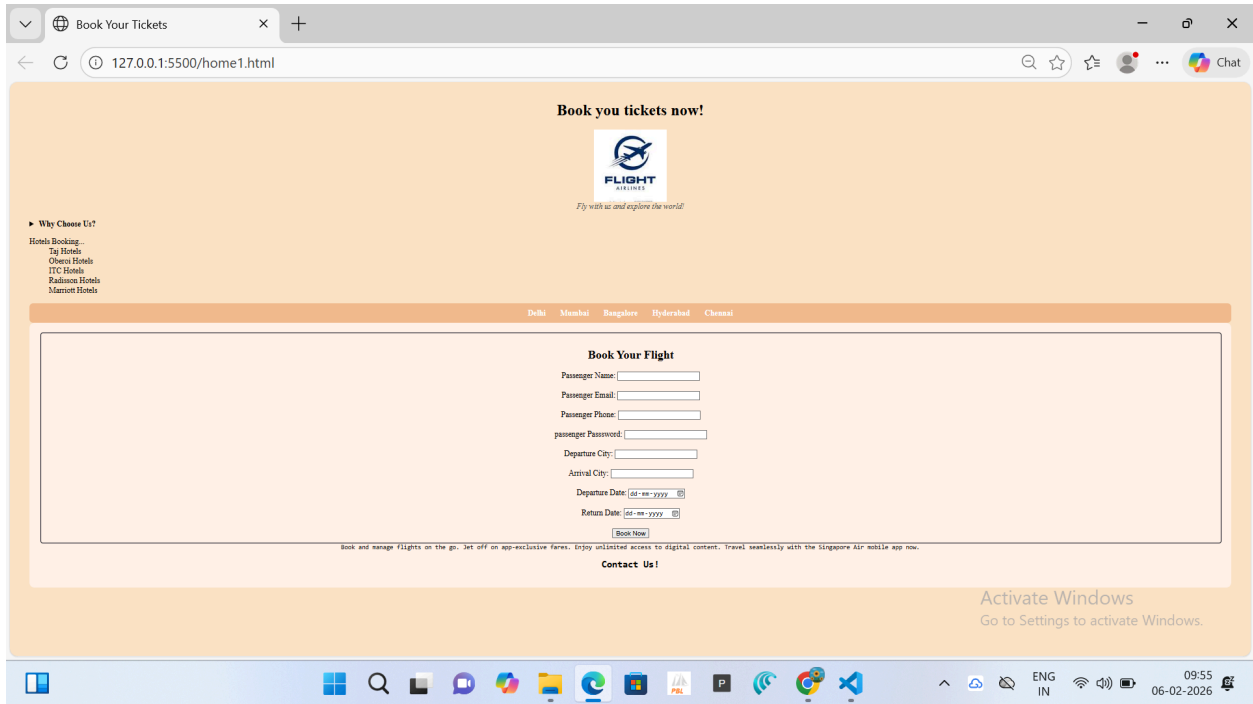 Book Your Tickets
127.0.0.1:5500/home1.html
Chat
Book you tickets now!
FLIGHT
AIRLINES
Fly with us and explore the world!
Why Choose Us?
Hotels Booking...
Taj Hotels
Oberoi Hotels
ITC Hotels
Radisson Hotels
Marriott Hotels
Delhi Mumbai Bangalore Hyderabad Chennai
Book Your Flight
Passenger Name:
Passenger Email:
Passenger Phone:
passenger Passsword:
Departure City:
Arrival City:
Departure Date: dd-mm-yyyy
Return Date: dd-mm-yyyy
Book Now
Book and manage flights on the go. Jet off on app-exclusive fares. Enjoy unlimited access to digital content. Travel seamlessly with the Singapore Air mobile app now.
Contact Us!
Activate Windows
Go to Settings to activate Windows.
PBL
P
ENG
IN
09:55
06-02-2026